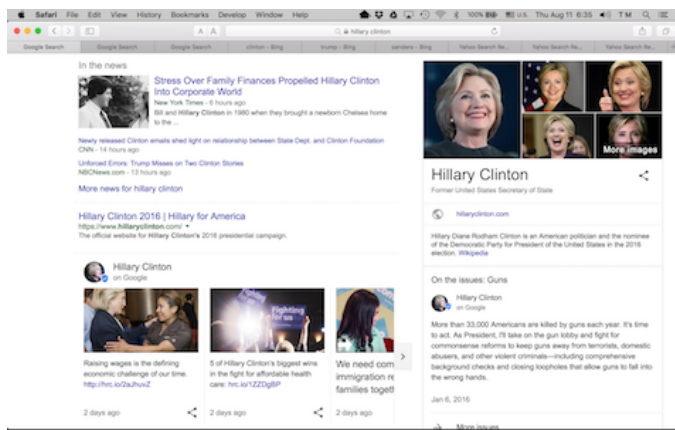 Safari File Edit View History Bookmarks Develop Window Help
100% U.S. Thu Aug 11 6:35 T M
A A
hillary clinton
Google Search Google Search Google Search clinton - Bing trump - Bing sanders - Bing Yahoo Search Re... Yahoo Search Re... Yahoo Search Re...
In the news
Stress Over Family Finances Propelled Hillary Clinton
Into Corporate World
New York Times - 6 hours ago
Bill and Hillary Clinton in 1980 when they brought a newborn Chelsea home
to the ...
Newly released Clinton emails shed light on relationship between State Dept. and Clinton Foundation
CNN - 14 hours ago
Unforced Errors: Trump Misses on Two Clinton Stories
NBCNews.com - 13 hours ago
More news for hillary clinton
Hillary Clinton 2016 | Hillary for America
https://www.hillaryclinton.com/
The official website for Hillary Clinton's 2016 presidential campaign.
Hillary Clinton
on Google
Fighting
for us
Raising wages is the defining
economic challenge of our time.
http://hrc.io/2aJhuvZ
2 days ago
5 of Hillary Clinton's biggest wins
in the fight for affordable health
care: hrc.io/1ZZDgBP
2 days ago
We need com
immigration re
families togeth
2 days ago
More images
Hillary Clinton
Former United States Secretary of State
hillaryclinton.com
Hillary Diane Rodham Clinton is an American politician and the nominee
of the Democratic Party for President of the United States in the 2016
election. Wikipedia
On the issues: Guns
Hillary Clinton
on Google
More than 33,000 Americans are killed by guns each year. It's time
to act. As President, I'll take on the gun lobby and fight for
commonsense reforms to keep guns away from terrorists, domestic
abusers, and other violent criminals—including comprehensive
background checks and closing loopholes that allow guns to fall into
the wrong hands.
Jan 6, 2016
More issues